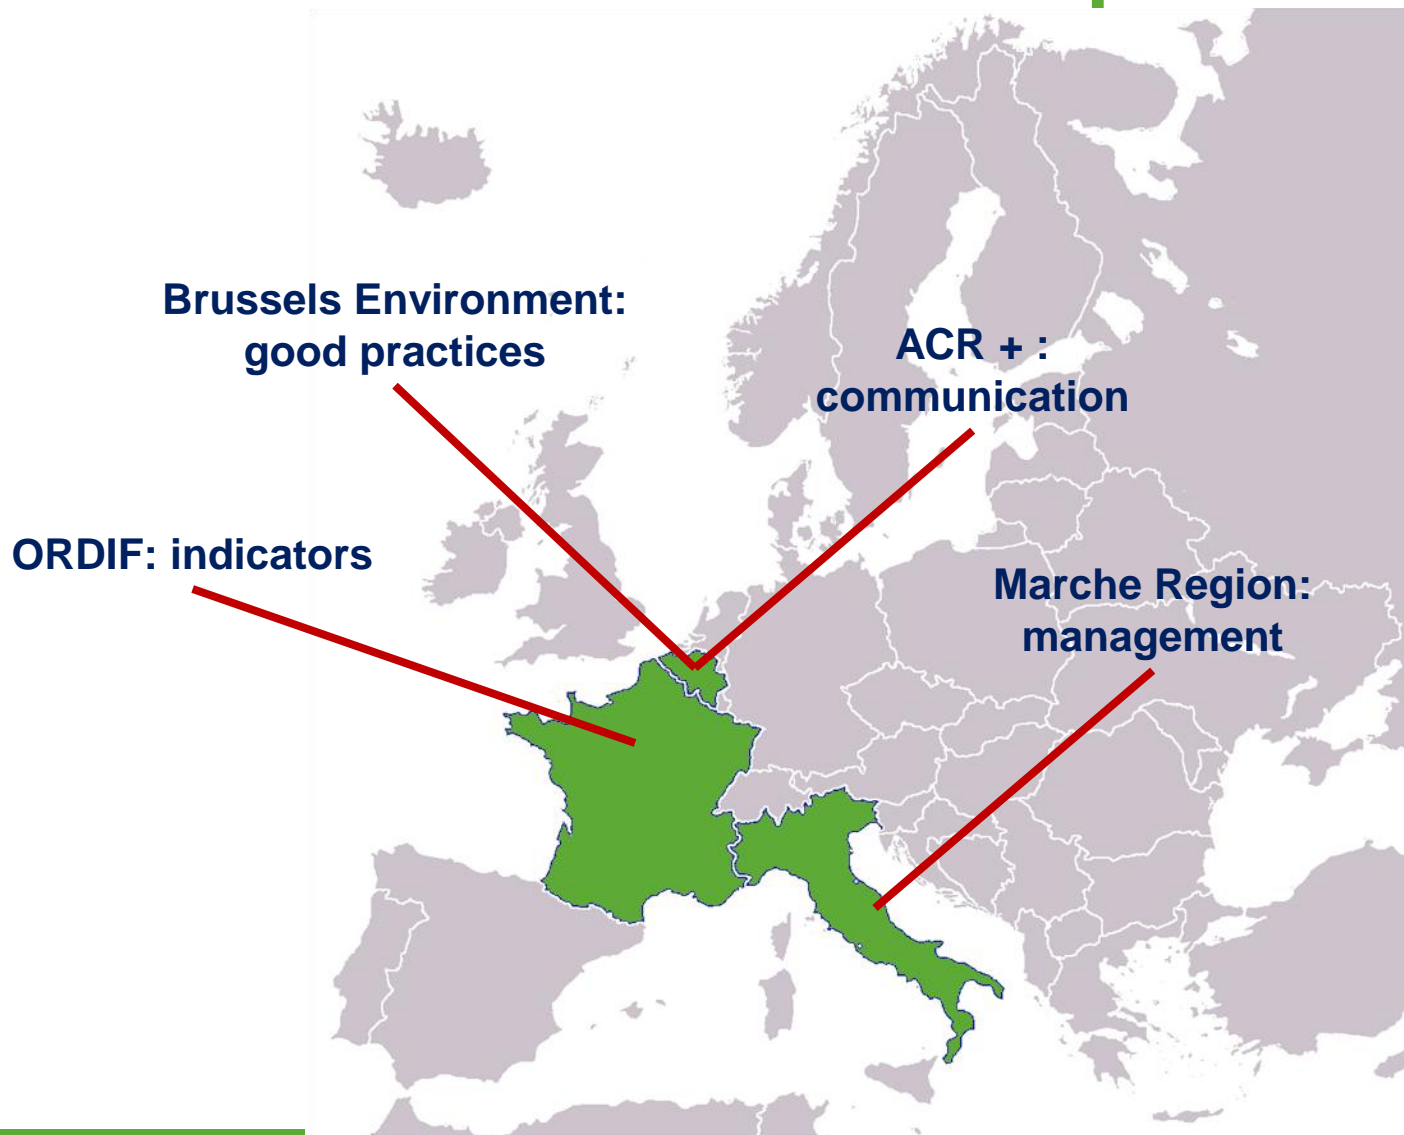 Brussels Environment:
good practices
ACR + :
communication
ORDIF: indicators
Marche Region:
management